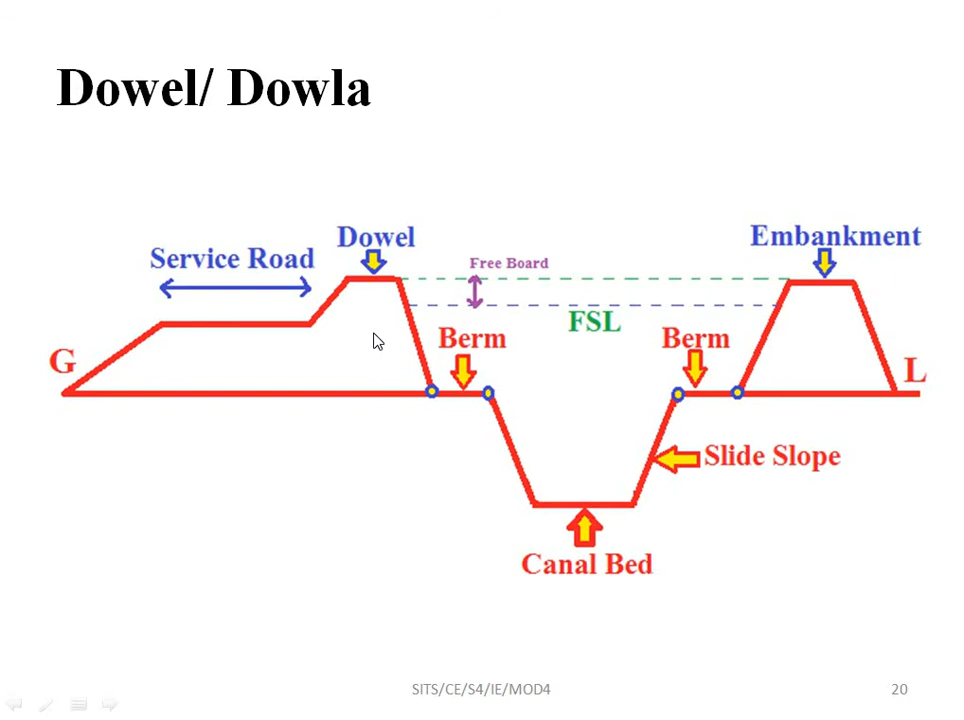 Dowel/ Dowla
Dowel
Embankment
Service Road
Free Board
FSL
Berm
Berm
G
L
Slide Slope
Canal Bed
SITS/CE/S4/IE/MOD4
20